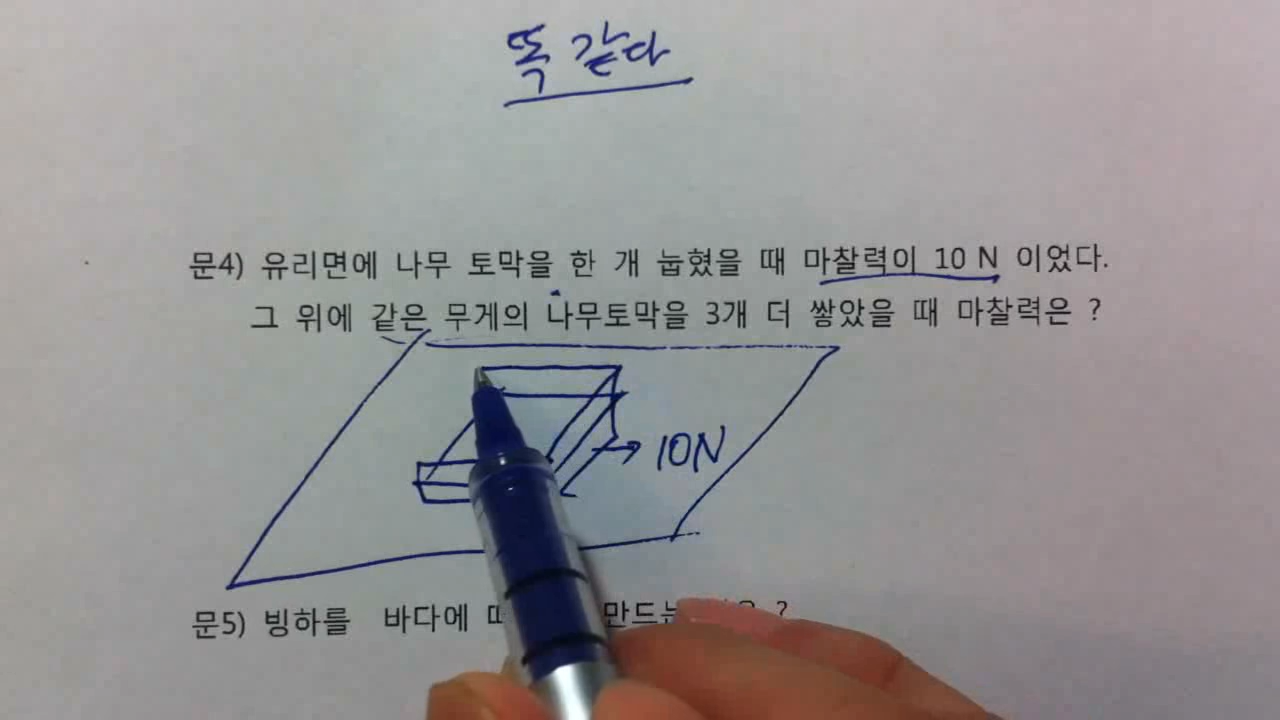 똑 같다
문4) 유리면에 나무 토막을 한 개 눕혔을 때 마찰력이 10 N 이었다.
그 위에 같은 무게의 나무토막을 3개 더 쌓았을 때 마찰력은 ?
10N
문5) 빙하를 바다에 ?